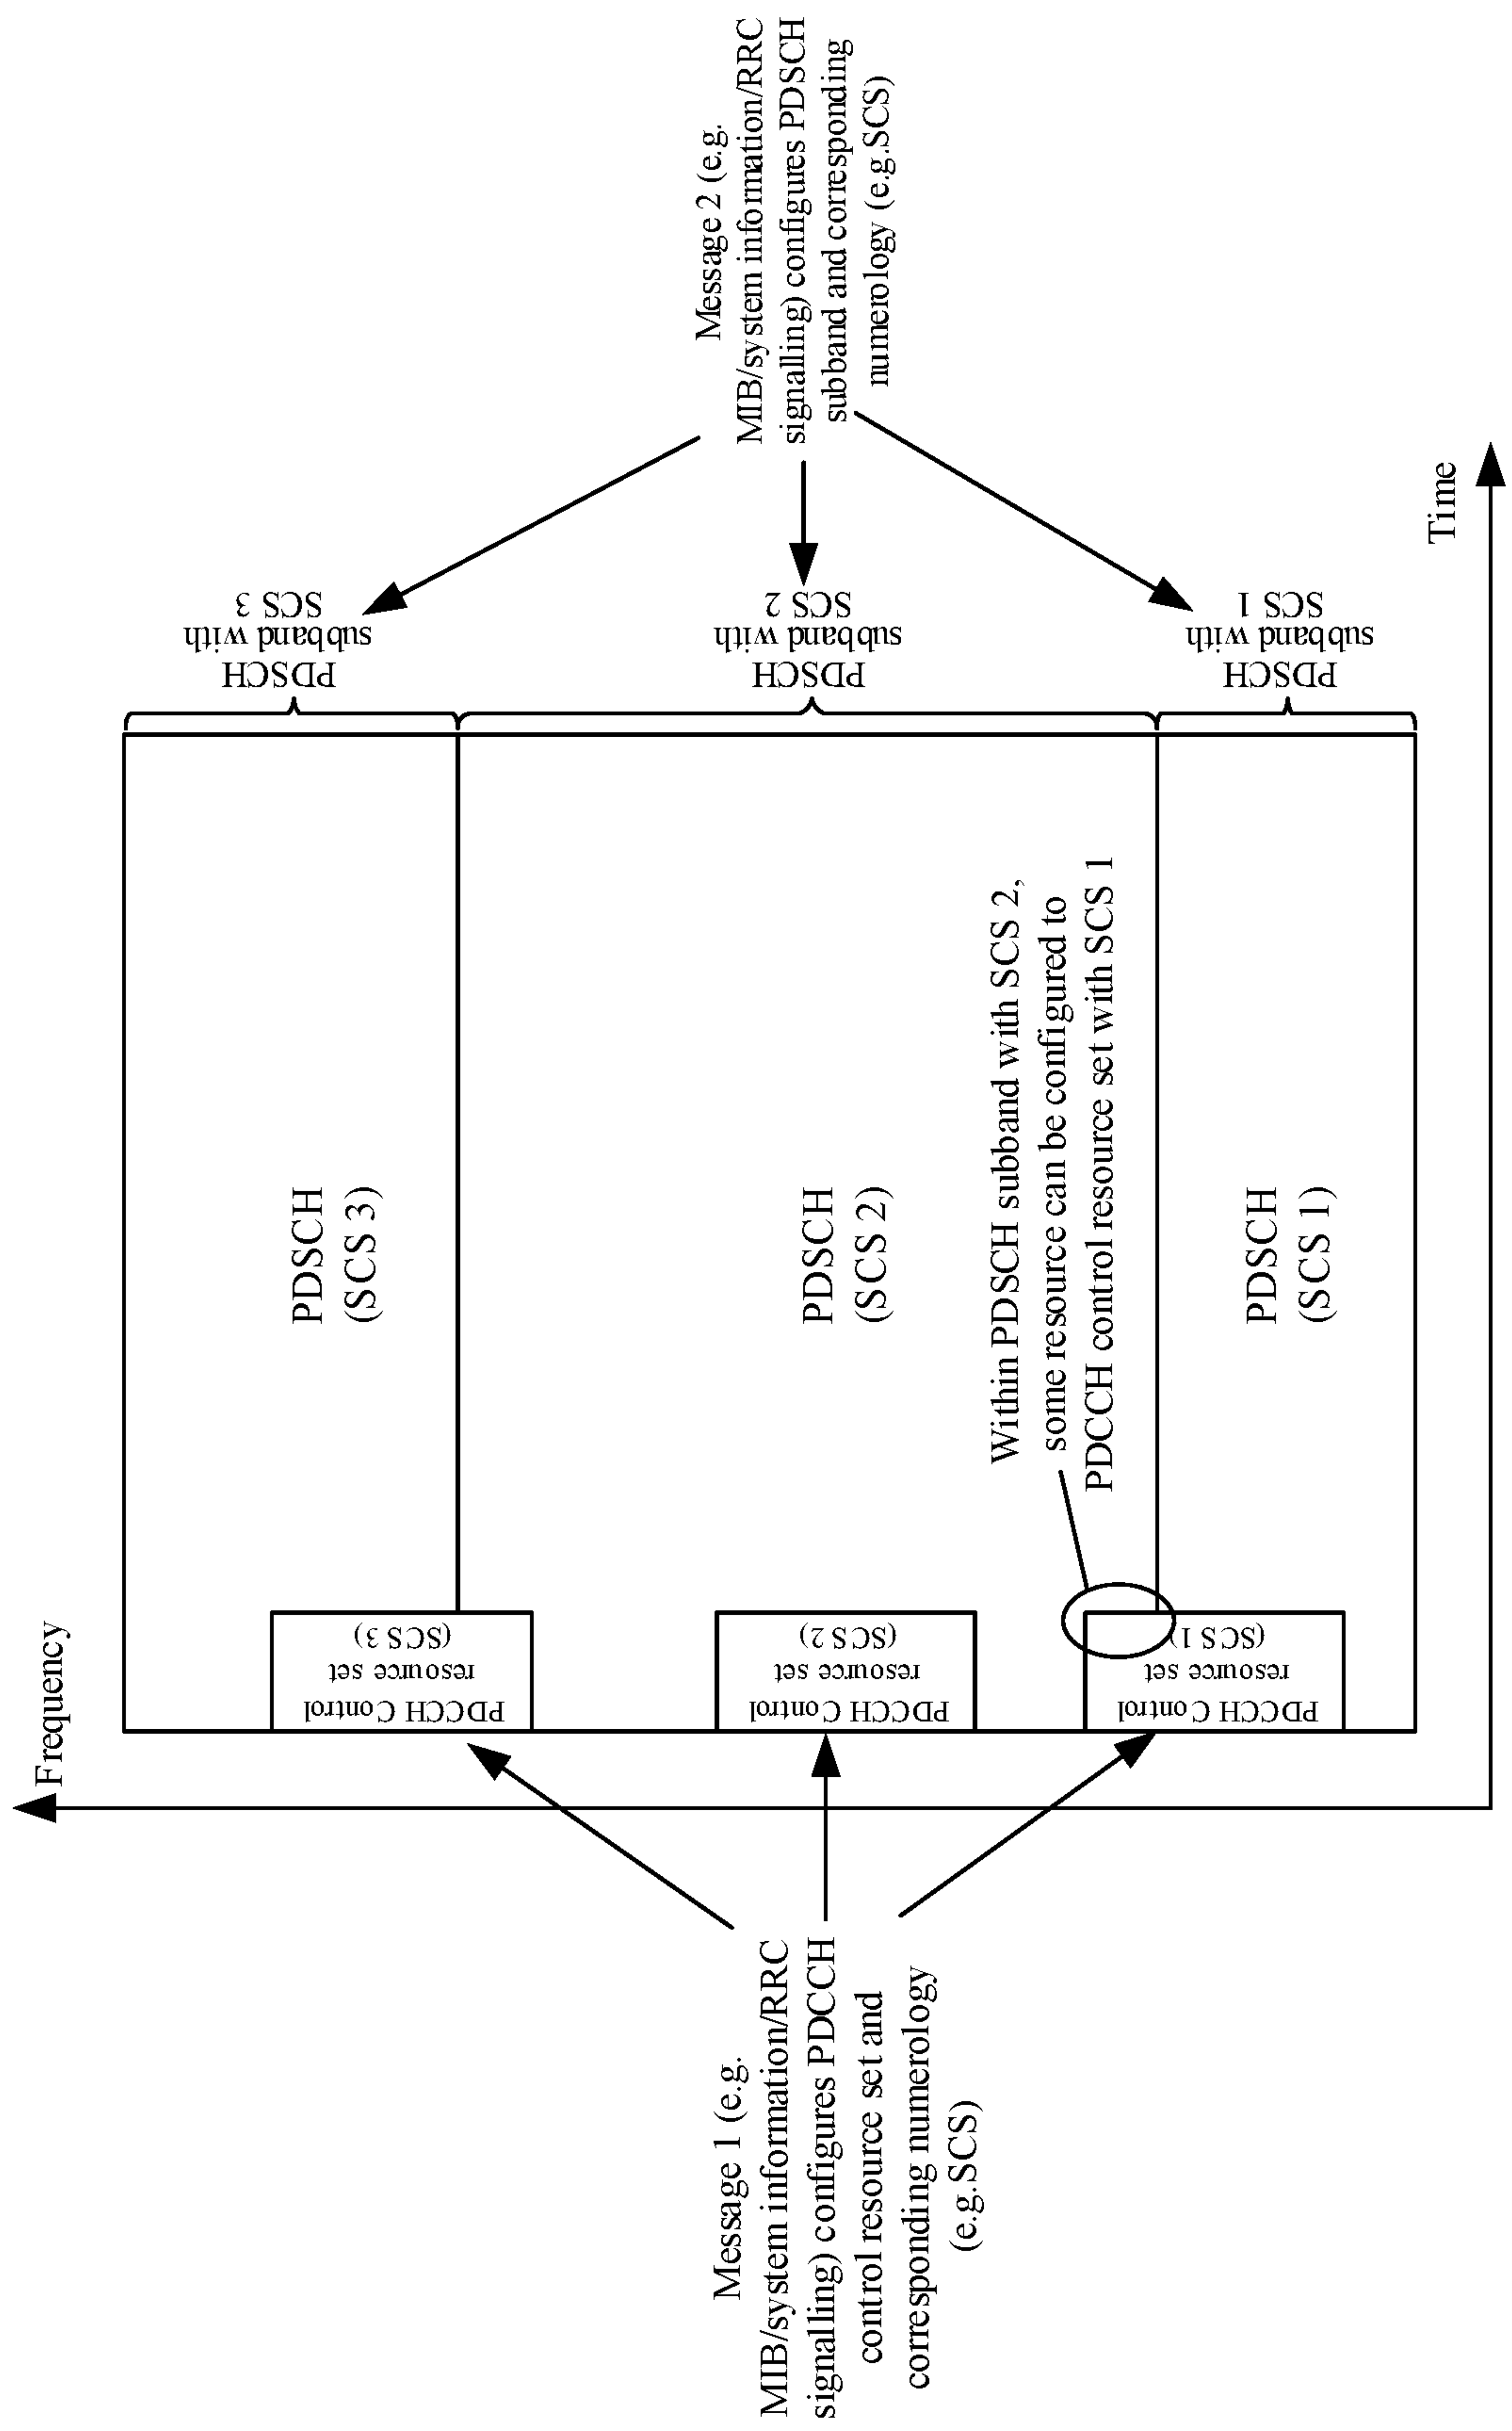 Frequency
Message 1 (e.g.
MIB/system information/RRC
signalling) configures PDCCH
control resource set and
corresponding numerology
(e.g.SCS)
PDCCH Control
resource set
(SCS 3)
PDCCH Control
resource set
(SCS 2)
PDCCH Control
resource set
(SCS 1)
PDSCH
(SCS 3)
PDSCH
(SCS 2)
Within PDSCH subband with SCS 2,
some resource can be configured to
PDCCH control resource set with SCS 1
PDSCH
(SCS 1)
PDSCH
subband with
SCS 3
PDSCH
subband with
SCS 2
PDSCH
subband with
SCS 1
Message 2 (e.g.
MIB/system information/RRC
signalling) configures PDSCH
subband and corresponding
numerology (e.g.SCS)
Time